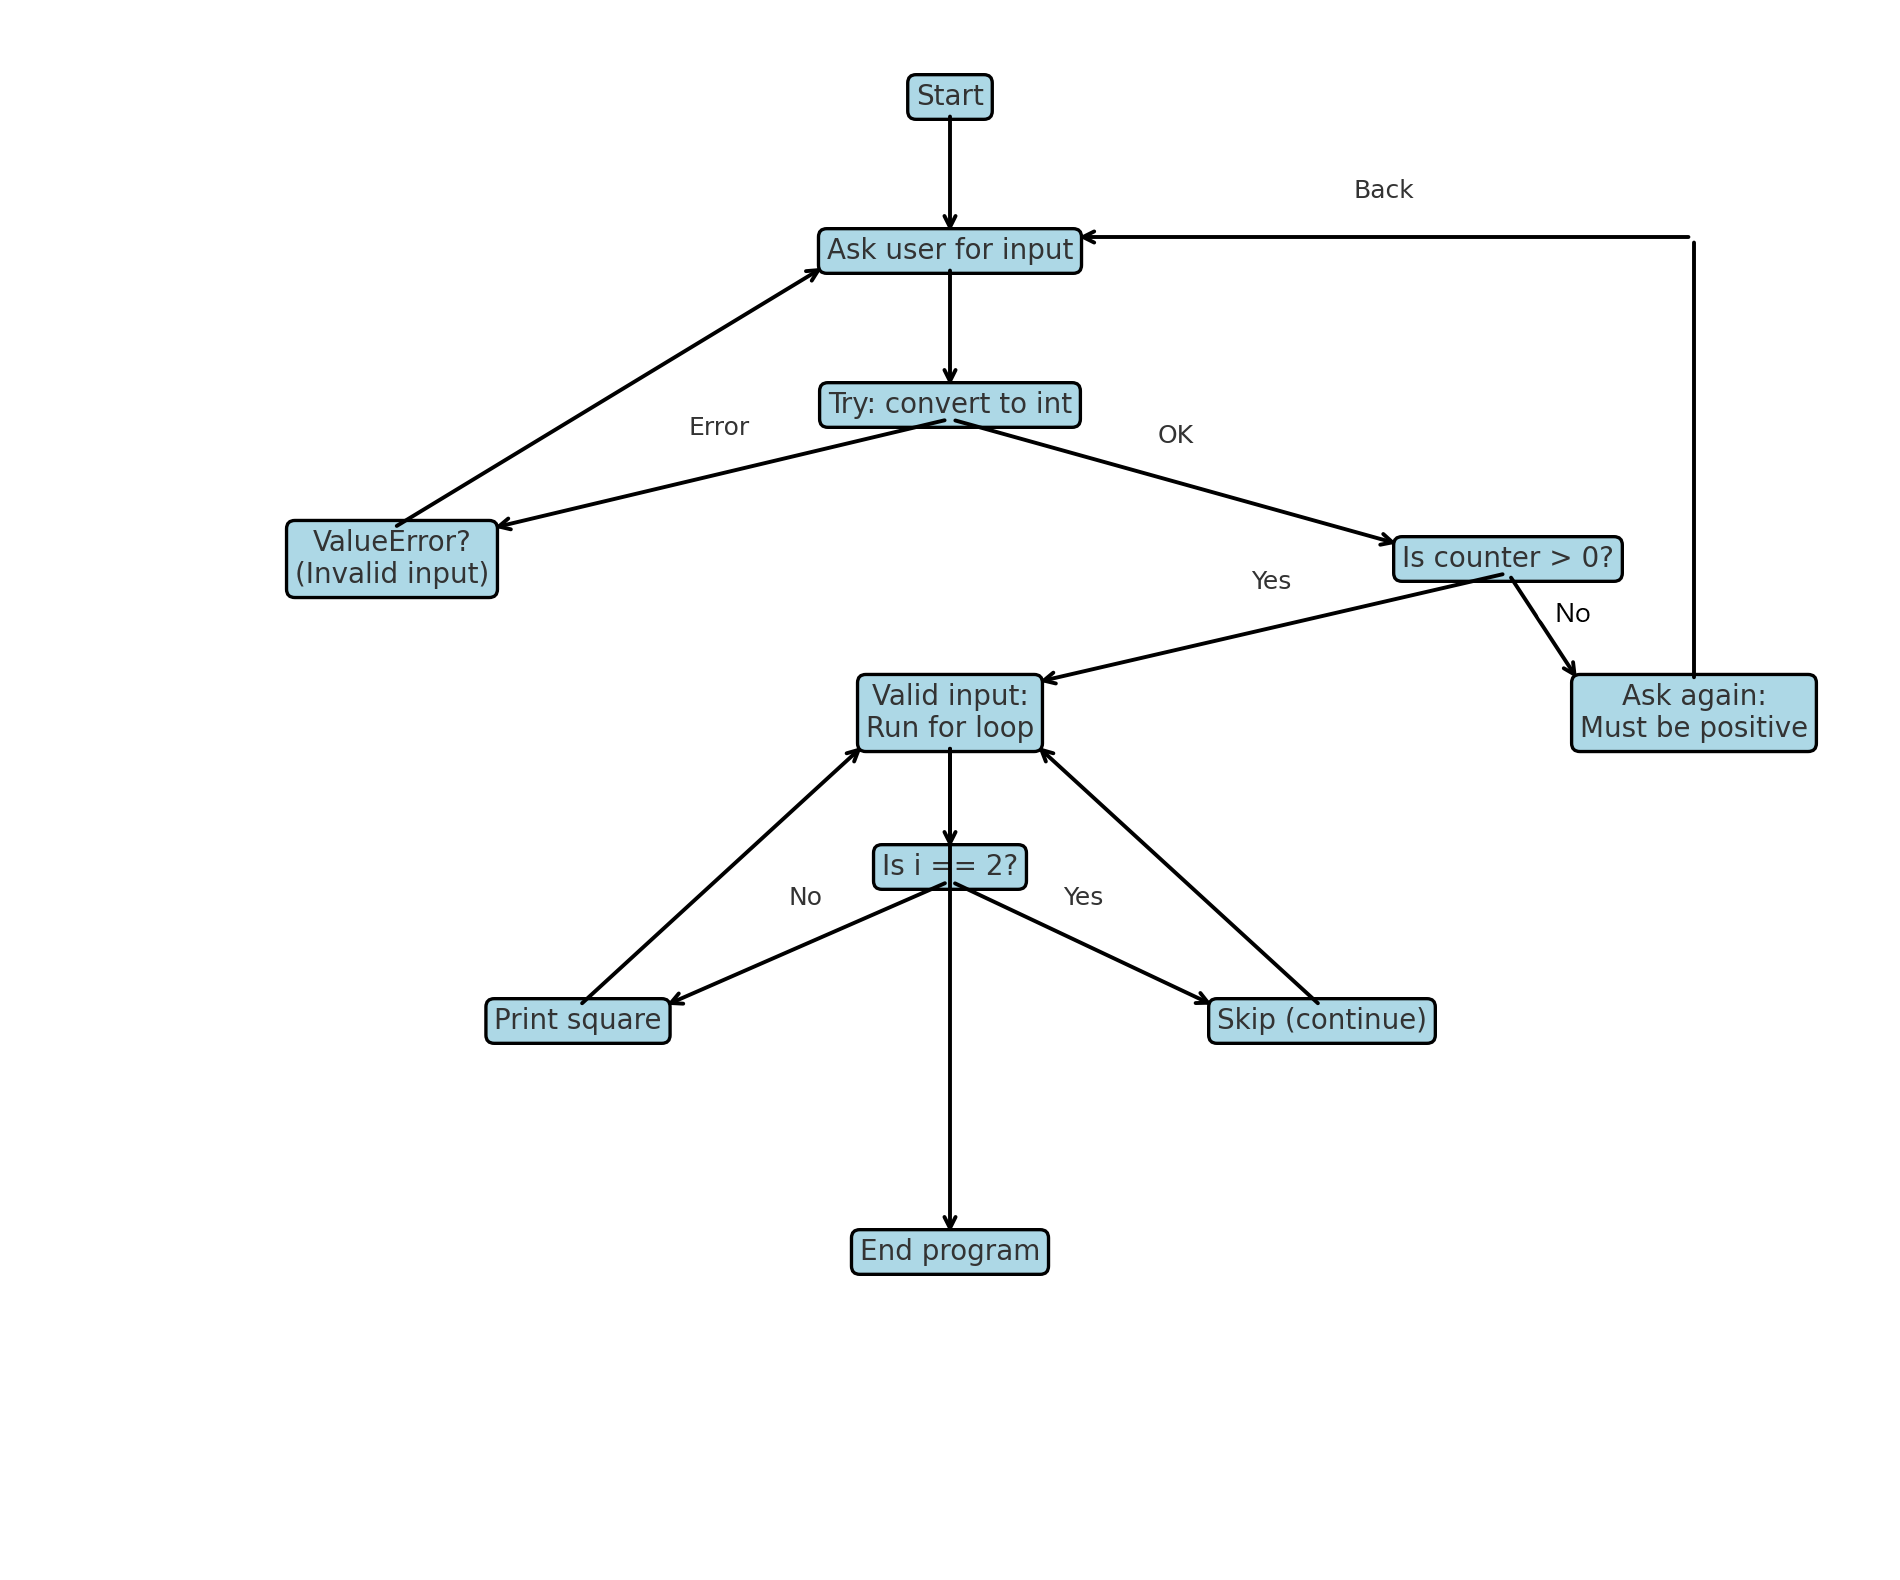 Start
Back
Ask user for input
Try: convert to int
Error
OK
ValueError?
(Invalid input)
Is counter > 0?
Yes
No
Valid input:
Run for loop
Ask again:
Must be positive
Is i == 2?
No
Yes
Print square
Skip (continue)
End program